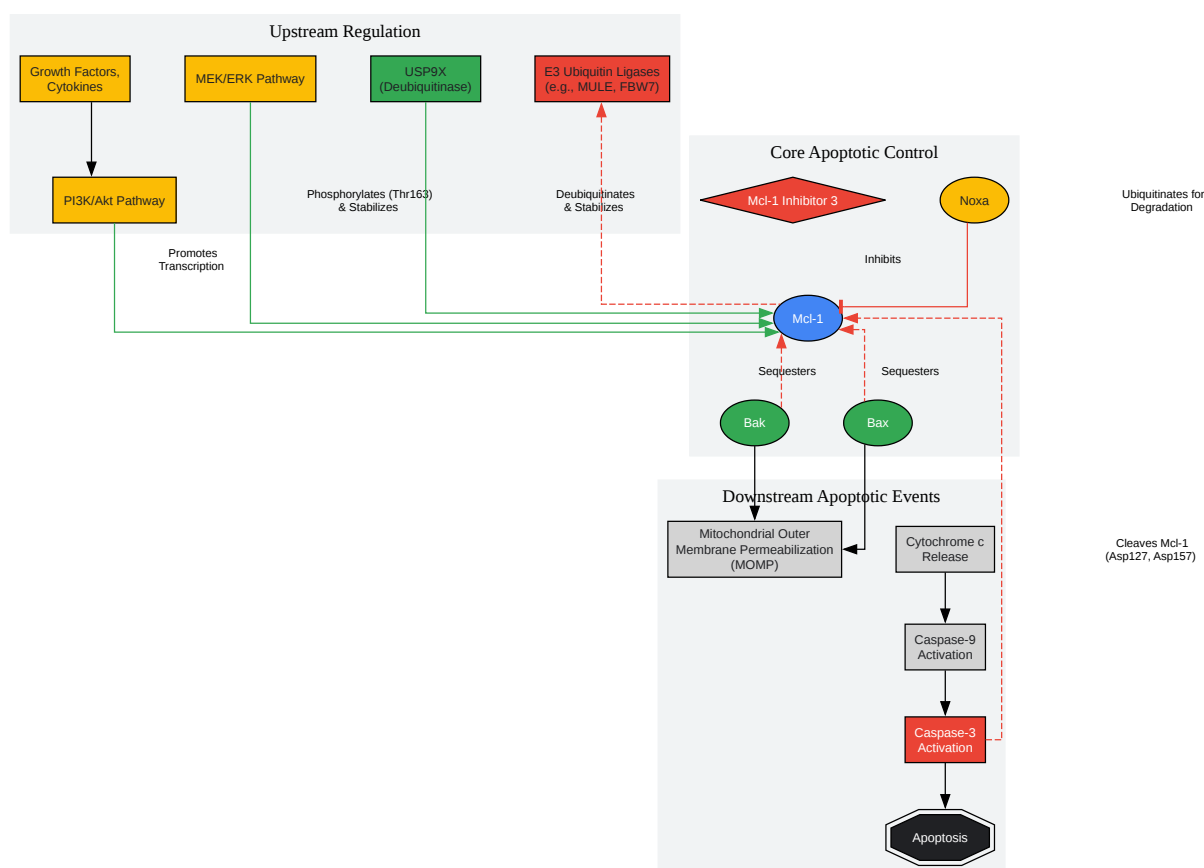 Upstream Regulation
Growth Factors,
Cytokines
MEK/ERK Pathway
USP9X
(Deubiquitinase)
E3 Ubiquitin Ligases
(e.g., MULE, FBW7)
PI3K/Akt Pathway
Phosphorylates (Thr163)
& Stabilizes
Deubiquitinates
& Stabilizes
Promotes
Transcription
Core Apoptotic Control
Mcl-1 Inhibitor 3
Noxa
Ubiquitinates for
Degradation
Inhibits
Mcl-1
Sequesters
Sequesters
Bak
Bax
Downstream Apoptotic Events
Mitochondrial Outer
Membrane Permeabilization
(MOMP)
Cytochrome c
Release
Cleaves Mcl-1
(Asp127, Asp157)
Caspase-9
Activation
Caspase-3
Activation
Apoptosis